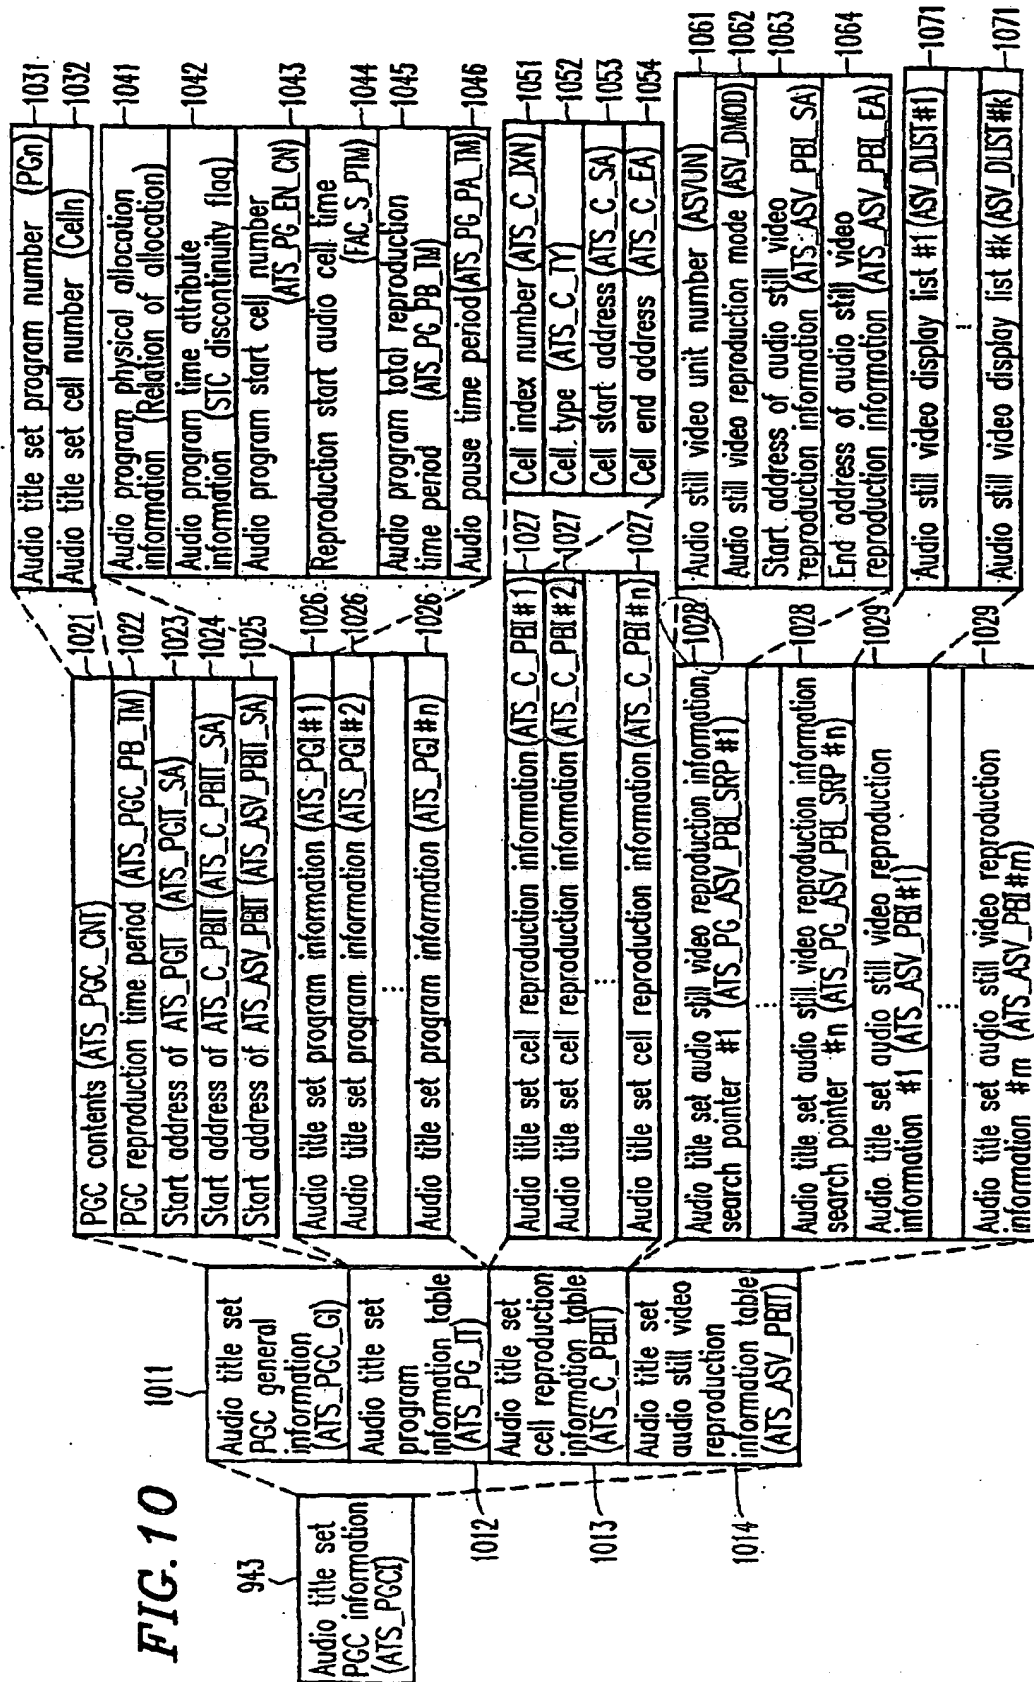 FIG. 10
943
Audio title set
PGC information
(ATS_PGCI)
1011
Audio title set
PGC general
information
(ATS_PGC_GI)
Audio title set
program
information table
(ATS_PG_IT)
1012
Audio title set
cell reproduction
information table
(ATS_C_PBIT)
1013
Audio title set
audio still video
reproduction
information table
(ATS_ASV_PBIT)
1014
PGC contents (ATS_PGC_CNT)
1021
PGC reproduction time period (ATS_PGC_PB_TM)
1022
Start address of ATS_PGIT (ATS_PGIT_SA)
1023
Start address of ATS_C_PBIT (ATS_C_PBIT_SA)
1024
Start address of ATS_ASV_PBIT (ATS_ASV_PBIT_SA)
1025
Audio title set program information (ATS_PGI#1)
1026
Audio title set program information (ATS_PGI#2)
1026
...
Audio title set program information (ATS_PGI#n)
1026
Audio title set cell reproduction information (ATS_C_PBI#1)
1027
Audio title set cell reproduction information (ATS_C_PBI#2)
1027
...
Audio title set cell reproduction information (ATS_C_PBI#n)
1027
Audio title set audio still video reproduction information
search pointer #1 (ATS_PG_ASV_PBI_SRP#1)
1028
...
Audio title set audio still video reproduction information
search pointer #n (ATS_PG_ASV_PBI_SRP#n)
1028
Audio title set audio still video reproduction
information #1 (ATS_ASV_PBI#1)
1029
...
Audio title set audio still video reproduction
information #m (ATS_ASV_PBI#m)
1029
Audio title set program number (PGn)
1031
Audio title set cell number (Celln)
1032
Audio program physical allocation
information (Relation of allocation)
1041
Audio program time attribute
information (STC discontinuity flag)
1042
Audio program start cell number
(ATS_PG_EN_CN)
1043
Reproduction start audio cell time
(FAC_S_PTM)
1044
Audio program total reproduction
time period (ATS_PG_PB_TM)
1045
Audio pause time period (ATS_PG_PA_TM)
1046
Cell index number (ATS_C_IXN)
1051
Cell type (ATS_C_TY)
1052
Cell start address (ATS_C_SA)
1053
Cell end address (ATS_C_EA)
1054
Audio still video unit number (ASVUN)
1061
Audio still video reproduction mode (ASV_DMOD)
1062
Start address of audio still video
reproduction information (ATS_ASV_PBI_SA)
1063
End address of audio still video
reproduction information (ATS_ASV_PBI_EA)
1064
Audio still video display list #1 (ASV_DLIST#1)
1071
...
Audio still video display list #k (ASV_DLIST#k)
1071